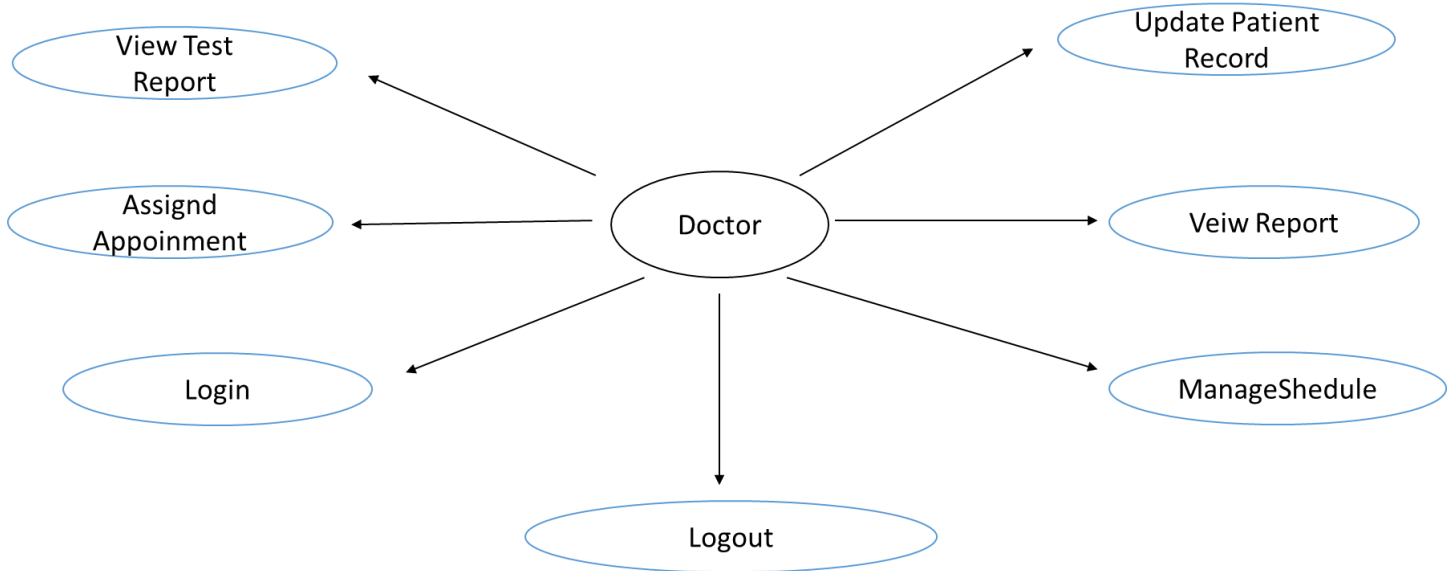 View Test
Report
Update Patient
Record
Assignd
Appoinment
Doctor
Veiw Report
Login
ManageShedule
Logout